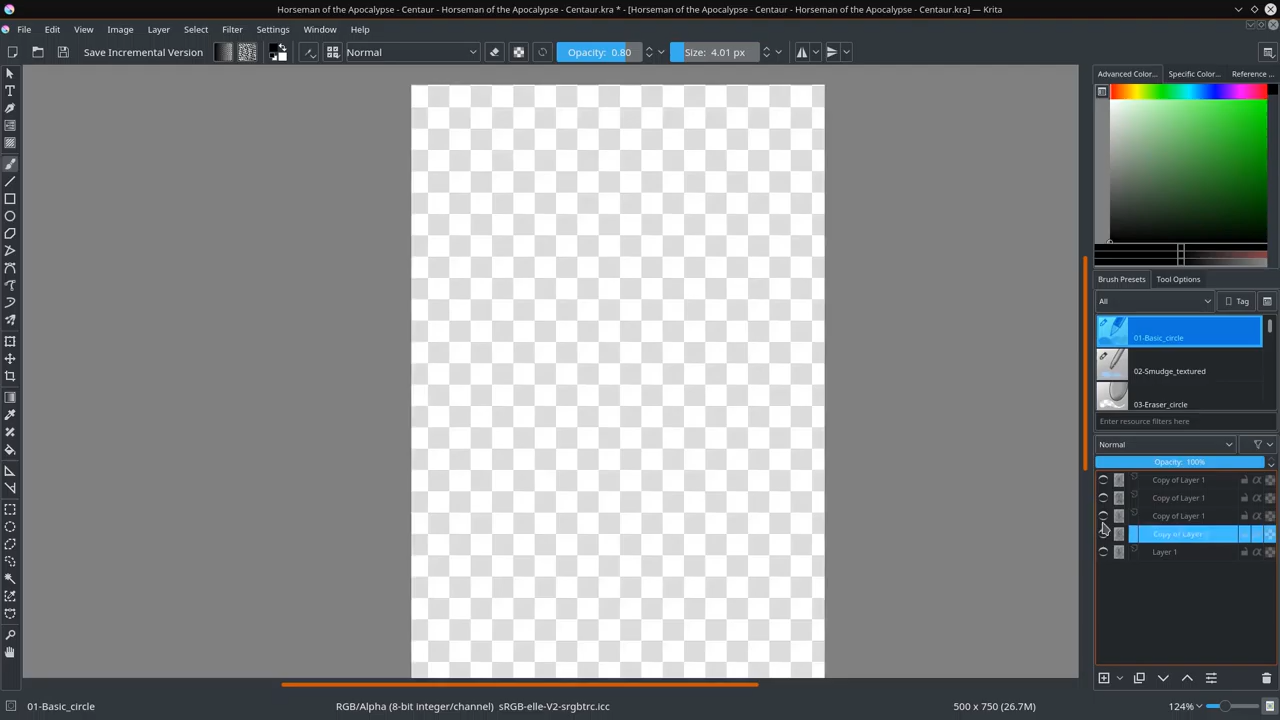 Horseman of the Apocalypse - Centaur - Centaur.kra * - [Horseman of the Apocalypse - Centaur - Horseman of the Apocalypse - Centaur.kra] — Krita
File Edit View Image Layer Select Filter Settings Window Help
Save Incremental Version Normal Opacity: 0.80 Size: 4.01 px
Advanced Color... Specific Color... Reference ...
Brush Presets Tool Options
All Tag
01-Basic_circle
02-Smudge_textured
03-Eraser_circle
Enter resource filters here
Normal
Opacity: 100%
Copy of Layer 1
Copy of Layer 1
Copy of Layer 1
Copy of Layer
Layer 1
01-Basic_circle RGB/Alpha (8-bit integer/channel) sRGB-elle-V2-srgbtrc.icc 500 x 750 (26.7M) 124%